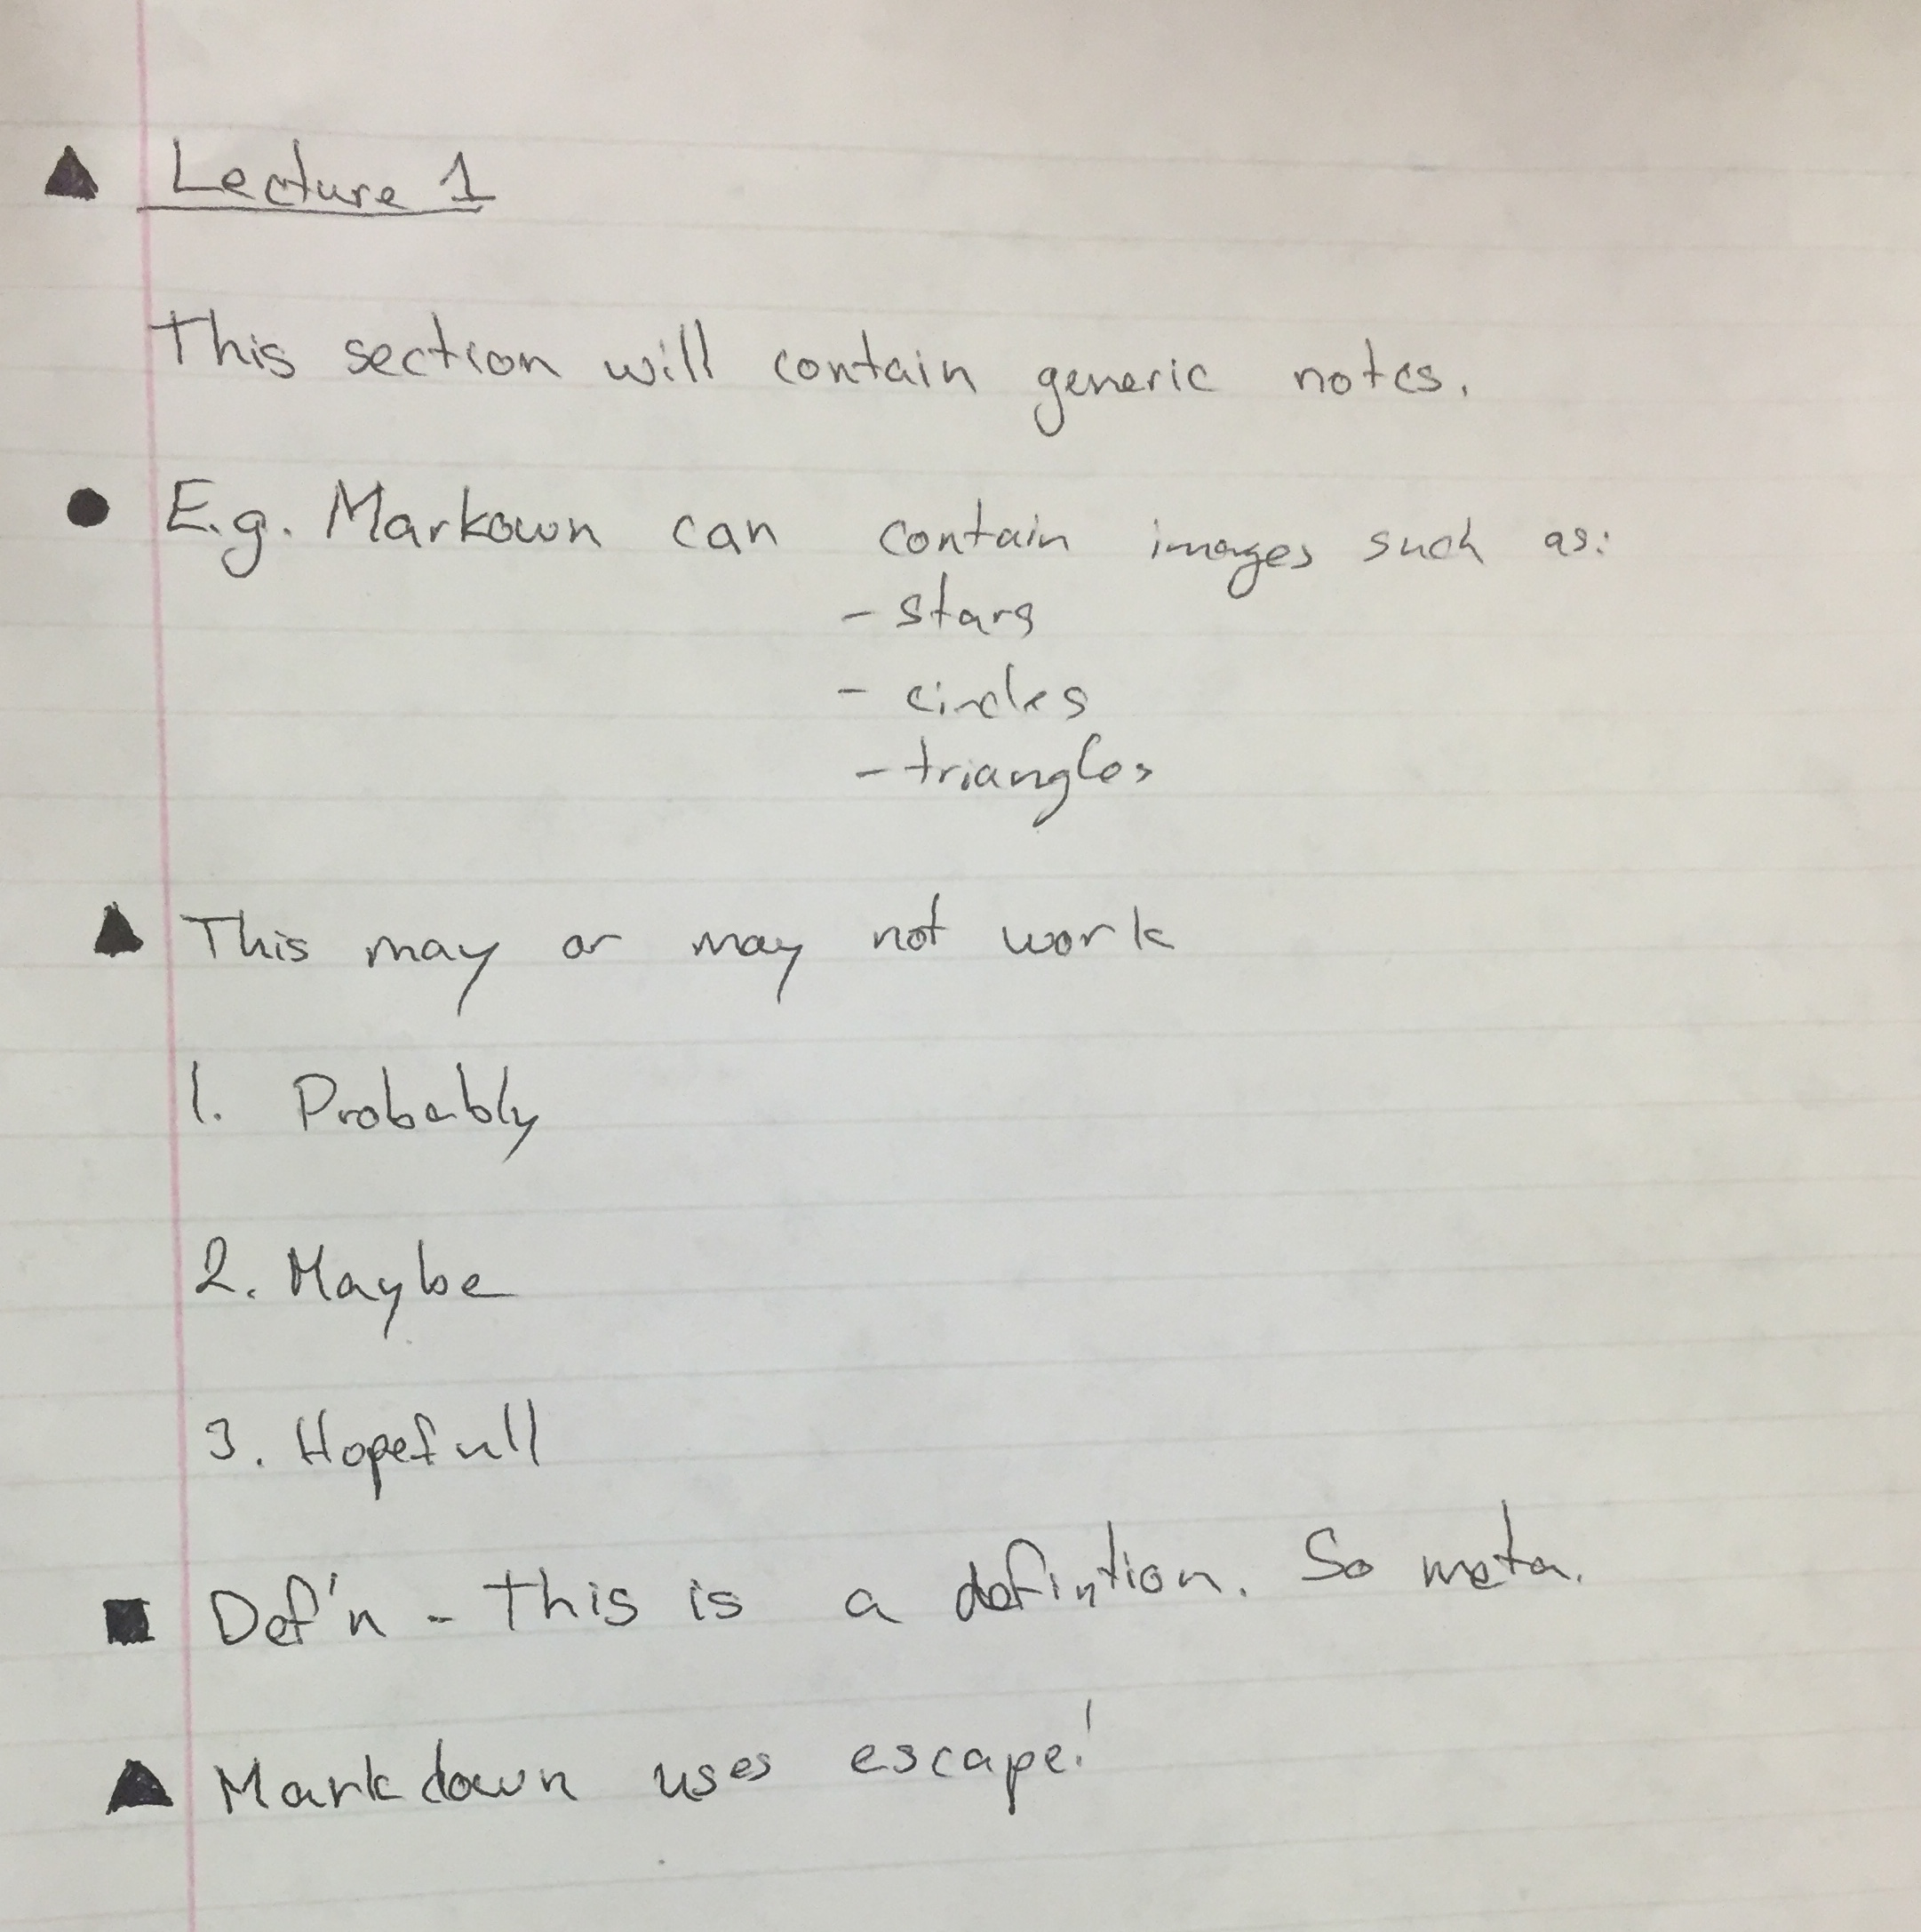 ▲ Lecture 1
This section will contain generic notes.
● E.g. Markown can contain images such as:
- stars
- circles
- triangles
▲ This may or may not work
1. Probably
2. Maybe
3. Hopefull
■ Def'n - This is a defintion. So meta.
▲ Markdown uses escape!